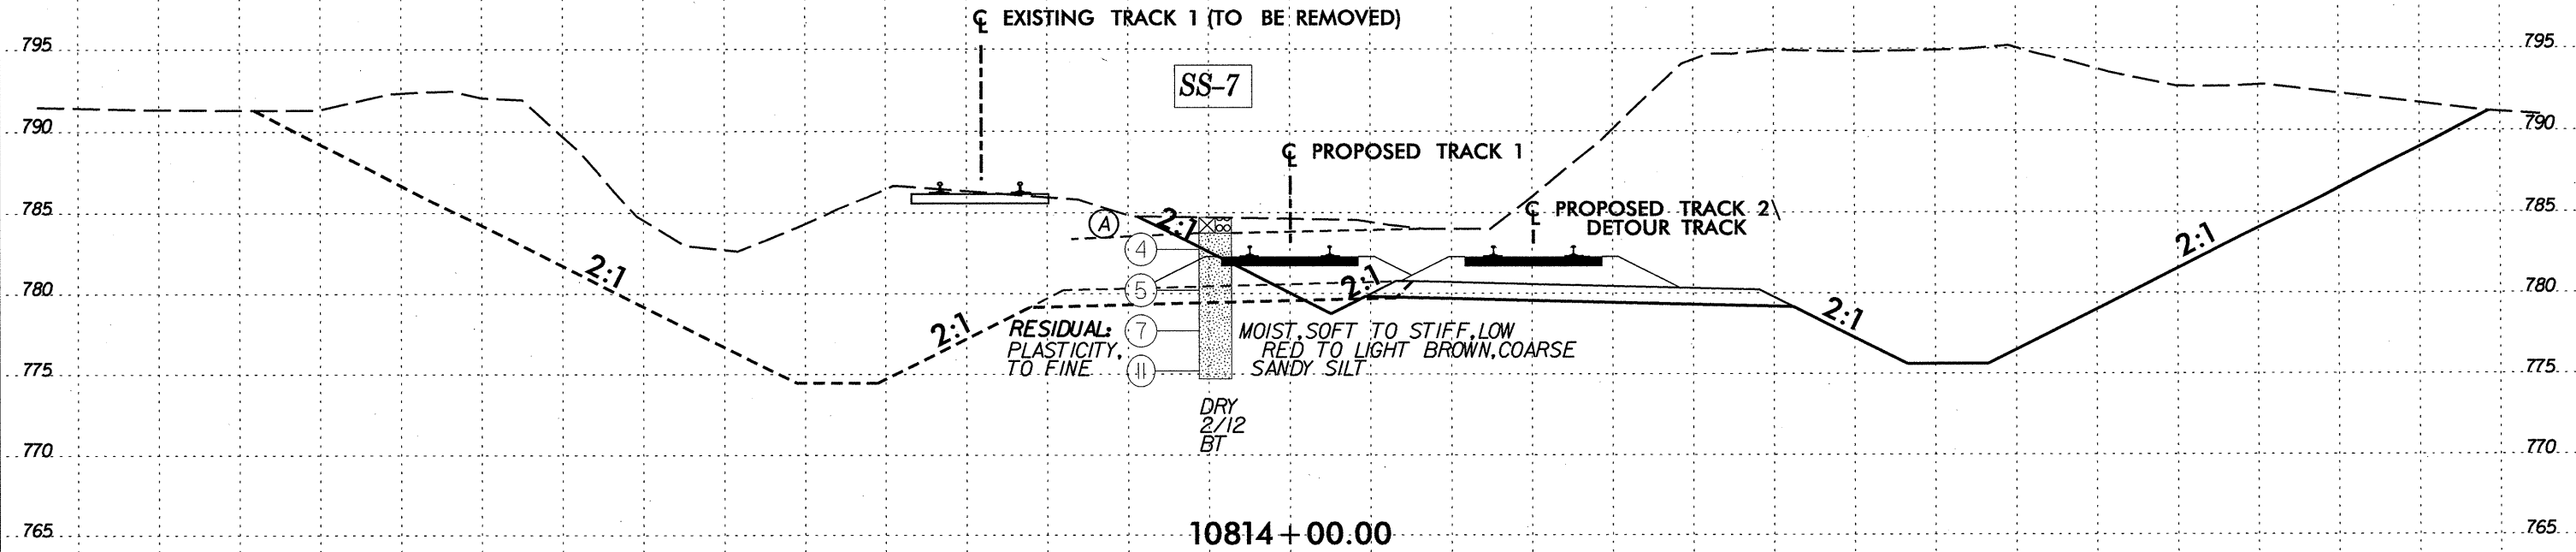 ℄ EXISTING TRACK 1 (TO BE REMOVED)
795 795
SS-7
790 790
℄ PROPOSED TRACK 1
785 785
℄ PROPOSED TRACK 2\
DETOUR TRACK
A
2:1
4
2:1
2:1
2:1
780 780
5
2:1
2:1
RESIDUAL: 7 MOIST, SOFT TO STIFF, LOW
PLASTICITY, RED TO LIGHT BROWN, COARSE
TO FINE 11 SANDY SILT
775 775
DRY
2/12
BT
770 770
765 765
10814+00.00